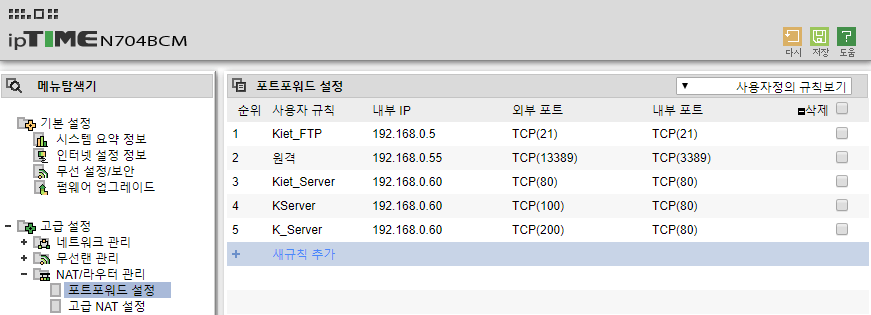 ipTIME N704BCM
다시 저장 도움
메뉴탐색기
기본 설정
시스템 요약 정보
인터넷 설정 정보
무선 설정/보안
펌웨어 업그레이드
고급 설정
네트워크 관리
무선랜 관리
NAT/라우터 관리
포트포워드 설정
고급 NAT 설정
포트포워드 설정 사용자정의 규칙보기
순위 사용자 규칙 내부 IP 외부 포트 내부 포트 삭제
1 Kiet_FTP 192.168.0.5 TCP(21) TCP(21)
2 원격 192.168.0.55 TCP(13389) TCP(3389)
3 Kiet_Server 192.168.0.60 TCP(80) TCP(80)
4 KServer 192.168.0.60 TCP(100) TCP(80)
5 K_Server 192.168.0.60 TCP(200) TCP(80)
+ 새규칙 추가